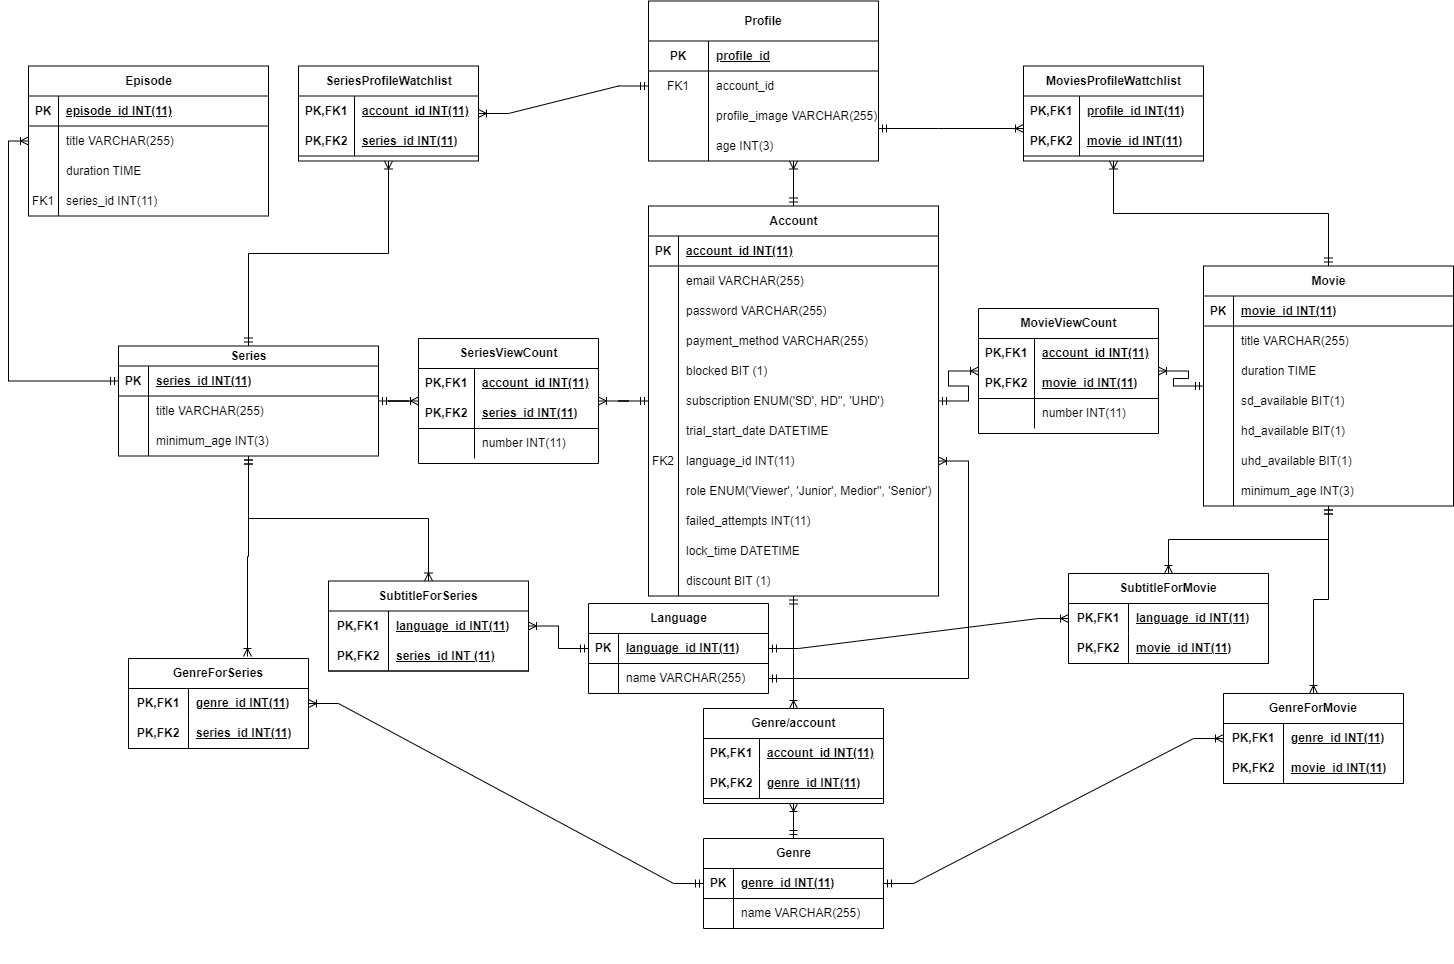 Profile
PK profile_id
FK1 account_id
profile_image VARCHAR(255)
age INT(3)
Episode
PK episode_id INT(11)
title VARCHAR(255)
duration TIME
FK1 series_id INT(11)
SeriesProfileWatchlist
PK,FK1 account_id INT(11)
PK,FK2 series_id INT(11)
MoviesProfileWattchlist
PK,FK1 profile_id INT(11)
PK,FK2 movie_id INT(11)
Account
PK account_id INT(11)
email VARCHAR(255)
password VARCHAR(255)
payment_method VARCHAR(255)
blocked BIT (1)
subscription ENUM('SD', HD'', 'UHD')
trial_start_date DATETIME
FK2 language_id INT(11)
role ENUM('Viewer', 'Junior', Medior'', 'Senior')
failed_attempts INT(11)
lock_time DATETIME
discount BIT (1)
Movie
PK movie_id INT(11)
title VARCHAR(255)
duration TIME
sd_available BIT(1)
hd_available BIT(1)
uhd_available BIT(1)
minimum_age INT(3)
MovieViewCount
PK,FK1 account_id INT(11)
PK,FK2 movie_id INT(11)
number INT(11)
Series
PK series_id INT(11)
title VARCHAR(255)
minimum_age INT(3)
SeriesViewCount
PK,FK1 account_id INT(11)
PK,FK2 series_id INT(11)
number INT(11)
SubtitleForSeries
PK,FK1 language_id INT(11)
PK,FK2 series_id INT (11)
Language
PK language_id INT(11)
name VARCHAR(255)
SubtitleForMovie
PK,FK1 language_id INT(11)
PK,FK2 movie_id INT(11)
GenreForSeries
PK,FK1 genre_id INT(11)
PK,FK2 series_id INT(11)
Genre/account
PK,FK1 account_id INT(11)
PK,FK2 genre_id INT(11)
GenreForMovie
PK,FK1 genre_id INT(11)
PK,FK2 movie_id INT(11)
Genre
PK genre_id INT(11)
name VARCHAR(255)